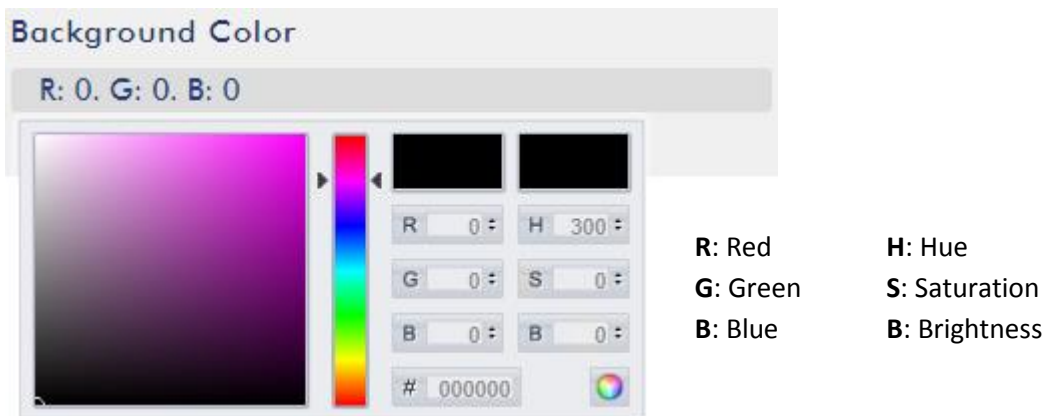 Background Color
R: 0. G: 0. B: 0
R 0 H 300
G 0 S 0
B 0 B 0
# 000000
R: Red H: Hue
G: Green S: Saturation
B: Blue B: Brightness